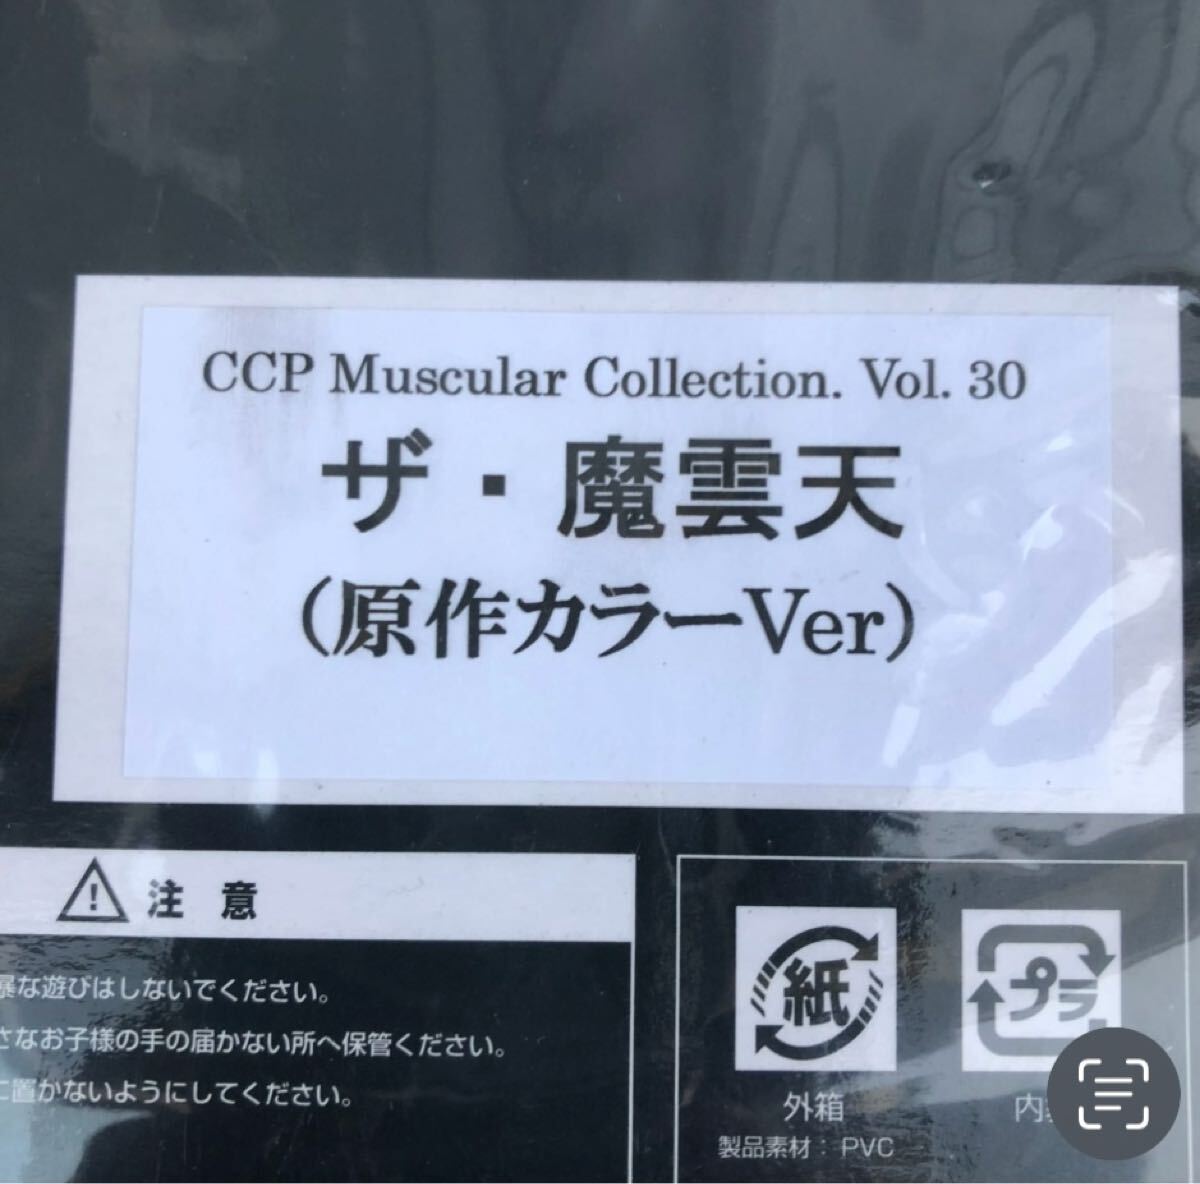 CCP Muscular Collection. Vol. 30
ザ・魔雲天
（原作カラーVer）
注 意
暴な遊びはしないでください。
さなお子様の手の届かない所へ保管ください。
に置かないようにしてください。
紙
プラ
外箱
内
製品素材：PVC